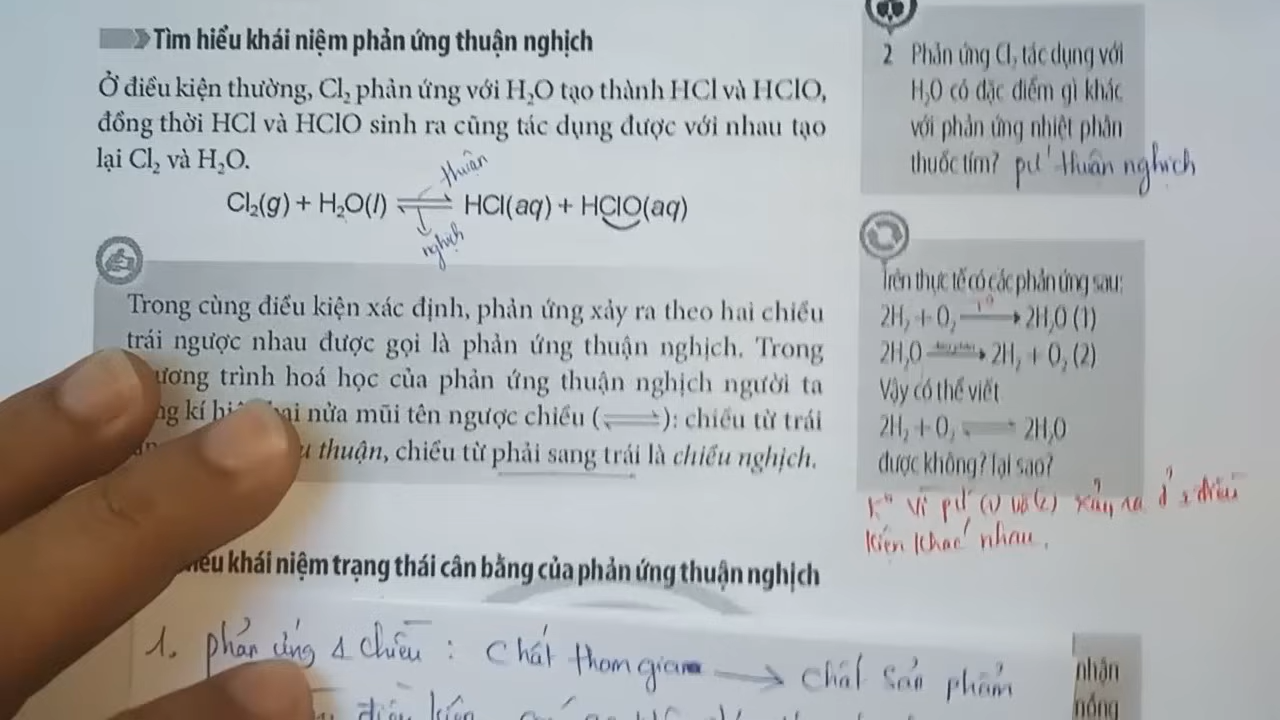 Tìm hiểu khái niệm phản ứng thuận nghịch
Ở điều kiện thường, Cl₂ phản ứng với H₂O tạo thành HCl và HClO,
đồng thời HCl và HClO sinh ra cũng tác dụng được với nhau tạo
lại Cl₂ và H₂O.
thuận
Cl₂(g) + H₂O(l) ⇌ HCl(aq) + HClO(aq)
nghịch
Trong cùng điều kiện xác định, phản ứng xảy ra theo hai chiều
trái ngược nhau được gọi là phản ứng thuận nghịch. Trong
ương trình hoá học của phản ứng thuận nghịch người ta
ng kí hiệ ai nửa mũi tên ngược chiều (⇌): chiều từ trái
thuận, chiều từ phải sang trái là chiều nghịch.
khái niệm trạng thái cân bằng của phản ứng thuận nghịch
1. phản ứng 1 chiều : Chất tham gia → chất sản phẩm
điều kiện
2 Phản ứng Cl₂ tác dụng với
H₂O có đặc điểm gì khác
với phản ứng nhiệt phân
thuốc tím? pư thuận nghịch
Trên thực tế có các phản ứng sau:
2H₂ + O₂ → 2H₂O (1)
2H₂O → 2H₂ + O₂ (2)
Vậy có thể viết
2H₂ + O₂ ⇌ 2H₂O
được không? Tại sao?
vì pư (1) và (2) xảy ra ở 2 điều
kiện khác nhau.
nhận
nồng